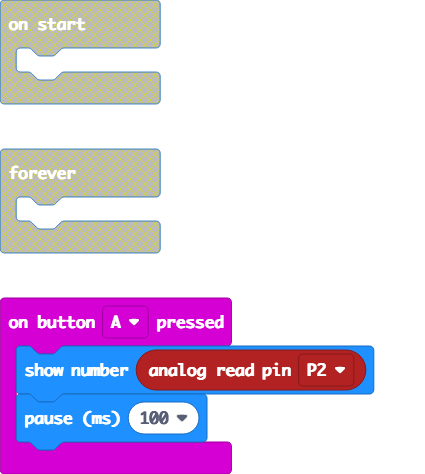 on start
forever
on button A pressed
show number analog read pin P2
pause (ms) 100